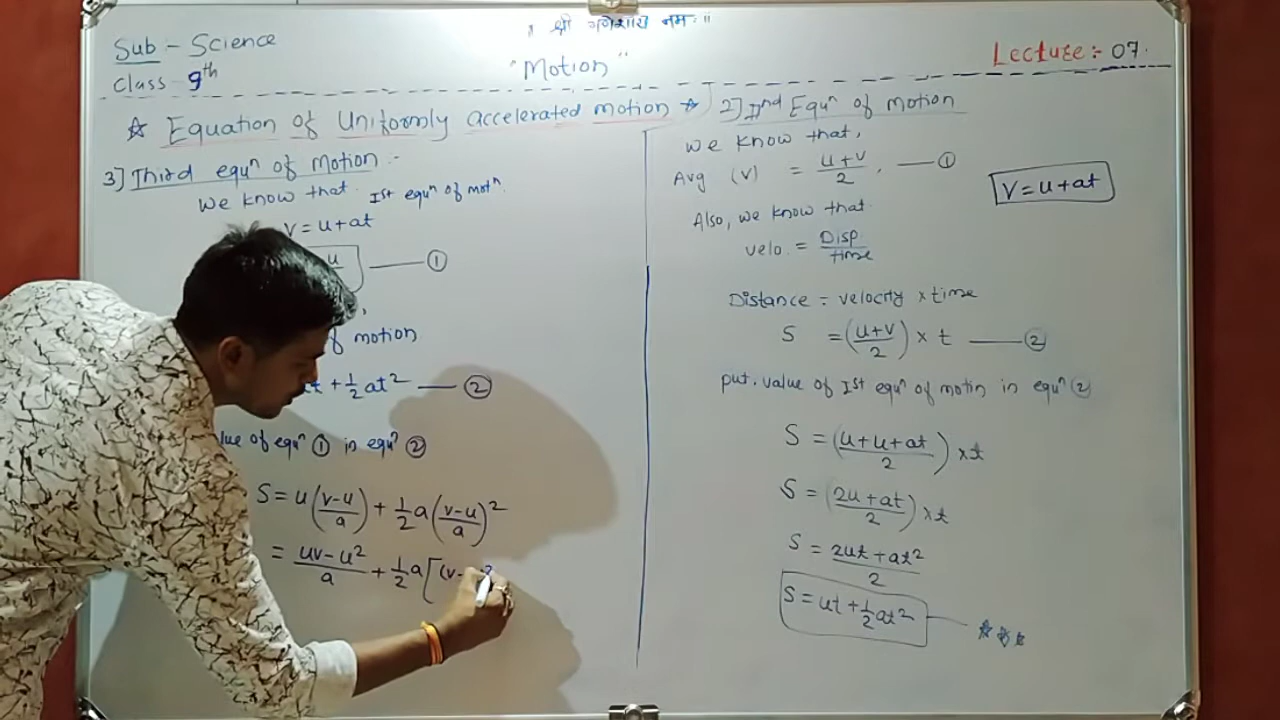 ॥ श्री गणेशाय नमः ॥
Sub - Science
Class 9th
"Motion"
Lecture:- 07.
☆ Equation of Uniformly accelerated motion ☆
3] Third equⁿ of Motion :-
We know that Ist equⁿ of motⁿ.
V = u + at
u
——— ①
,
of motion
t + 1/2 at² —— ②
lue of equⁿ ① in equⁿ ②
S = u((v-u)/a) + 1/2 a((v-u)/a)²
= (uv - u²)/a + 1/2 a[(v- )²
2] IInd Equⁿ of Motion
We know that,
Avg (V) = (u+v)/2 . —— ①
V = u + at
Also, we know that
velo. = Disp/time
Distance = velocity × time
S = ((u+v)/2) × t ——— ②
put. value of Ist equⁿ of motin in equⁿ ②
S = ((u+u+at)/2) × t
S = ((2u+at)/2) × t
S = (2ut + at²)/2
S = ut + 1/2 at² —— ☆☆☆